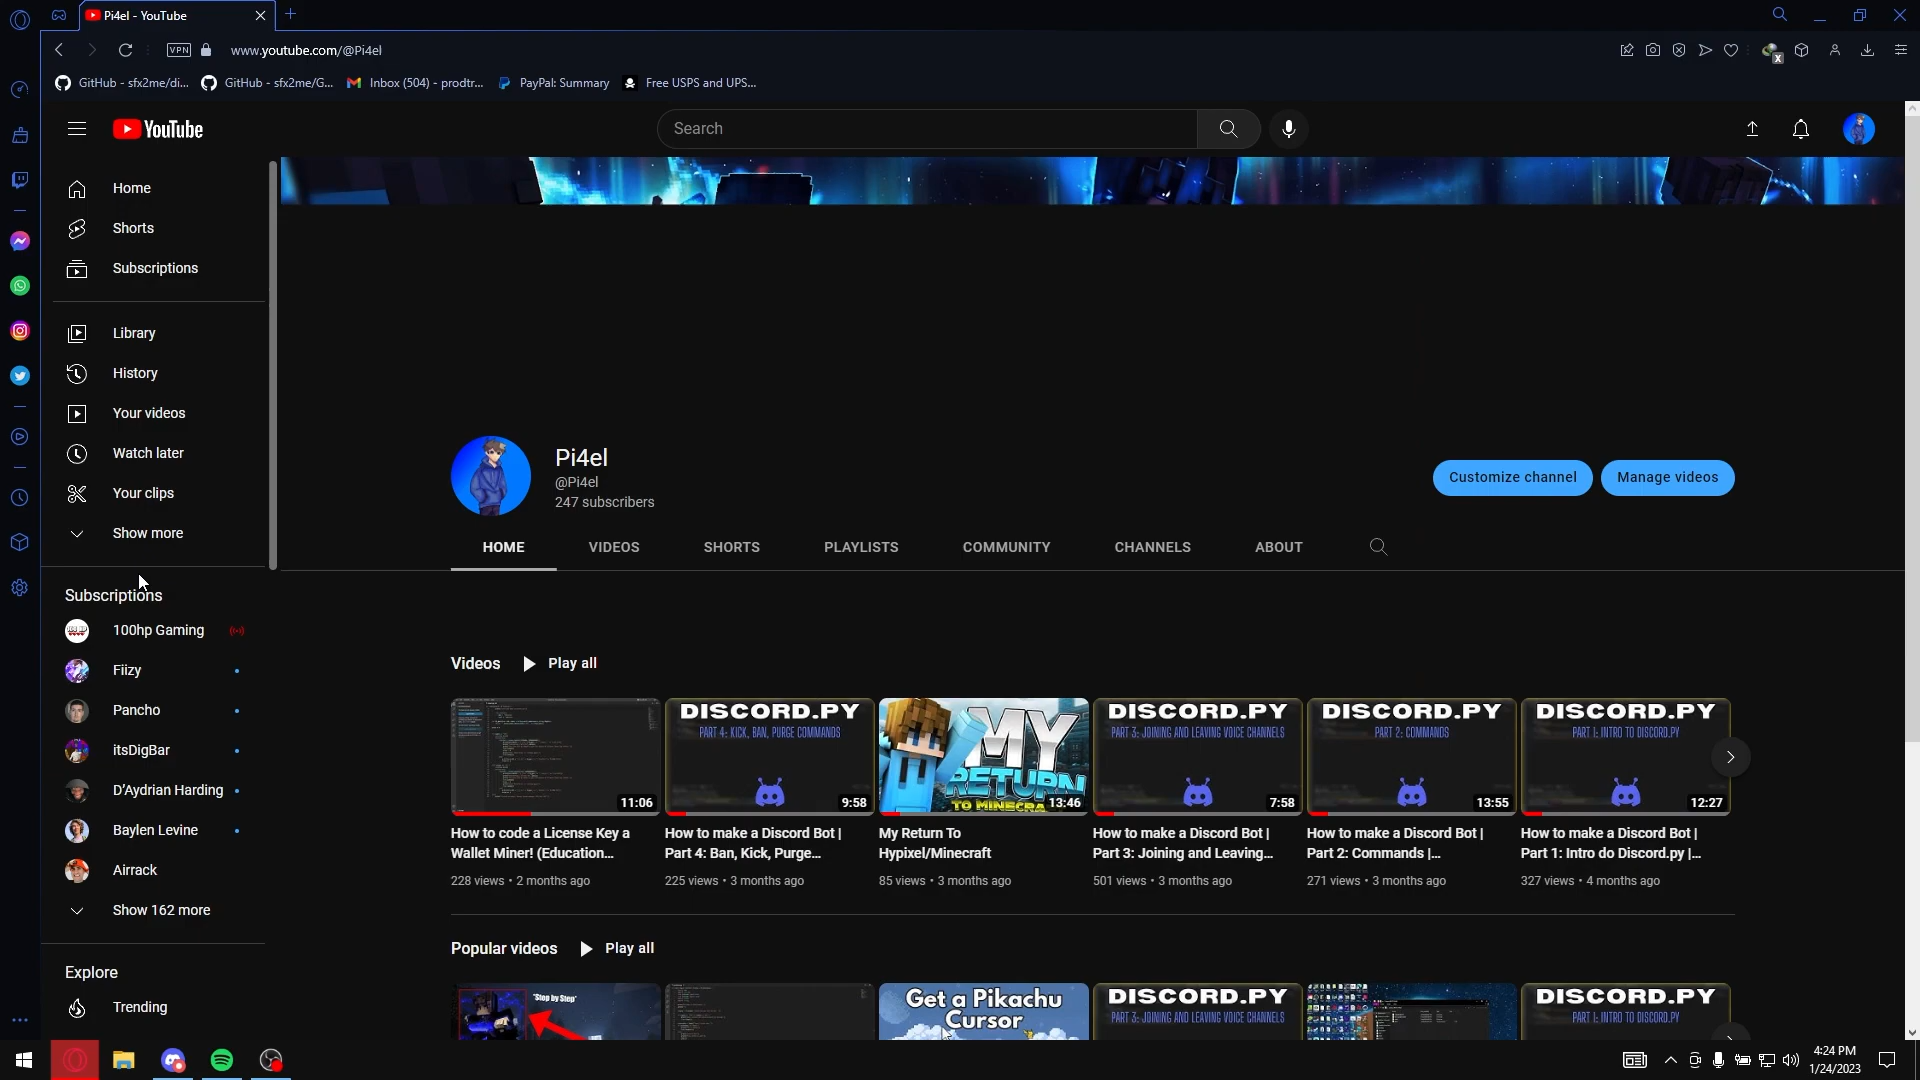 Pi4el - YouTube
VPN
www.youtube.com/@Pi4el
GitHub - sfx2me/di...
GitHub - sfx2me/G...
Inbox (504) - prodtr...
PayPal: Summary
Free USPS and UPS...
YouTube
Search
Home
Shorts
Subscriptions
Library
History
Your videos
Watch later
Your clips
Show more
Subscriptions
100hp Gaming
Fiizy
Pancho
itsDigBar
D'Aydrian Harding
Baylen Levine
Airrack
Show 162 more
Explore
Trending
Pi4el
@Pi4el
247 subscribers
Customize channel
Manage videos
HOME
VIDEOS
SHORTS
PLAYLISTS
COMMUNITY
CHANNELS
ABOUT
Videos
Play all
11:06
How to code a License Key a
Wallet Miner! (Education...
228 views • 2 months ago
DISCORD.PY
PART 4: KICK, BAN, PURGE COMMANDS
9:58
How to make a Discord Bot |
Part 4: Ban, Kick, Purge...
225 views • 3 months ago
MY
RETURN
TO MINECRA
13:46
My Return To
Hypixel/Minecraft
85 views • 3 months ago
DISCORD.PY
PART 3: JOINING AND LEAVING VOICE CHANNELS
7:58
How to make a Discord Bot |
Part 3: Joining and Leaving...
501 views • 3 months ago
DISCORD.PY
PART 2: COMMANDS
13:55
How to make a Discord Bot |
Part 2: Commands |...
271 views • 3 months ago
DISCORD.PY
PART 1: INTRO TO DISCORD.PY
12:27
How to make a Discord Bot |
Part 1: Intro do Discord.py |...
327 views • 4 months ago
Popular videos
Play all
"Step by Step"
Get a Pikachu
Cursor
DISCORD.PY
PART 3: JOINING AND LEAVING VOICE CHANNELS
DISCORD.PY
PART 1: INTRO TO DISCORD.PY
4:24 PM
1/24/2023